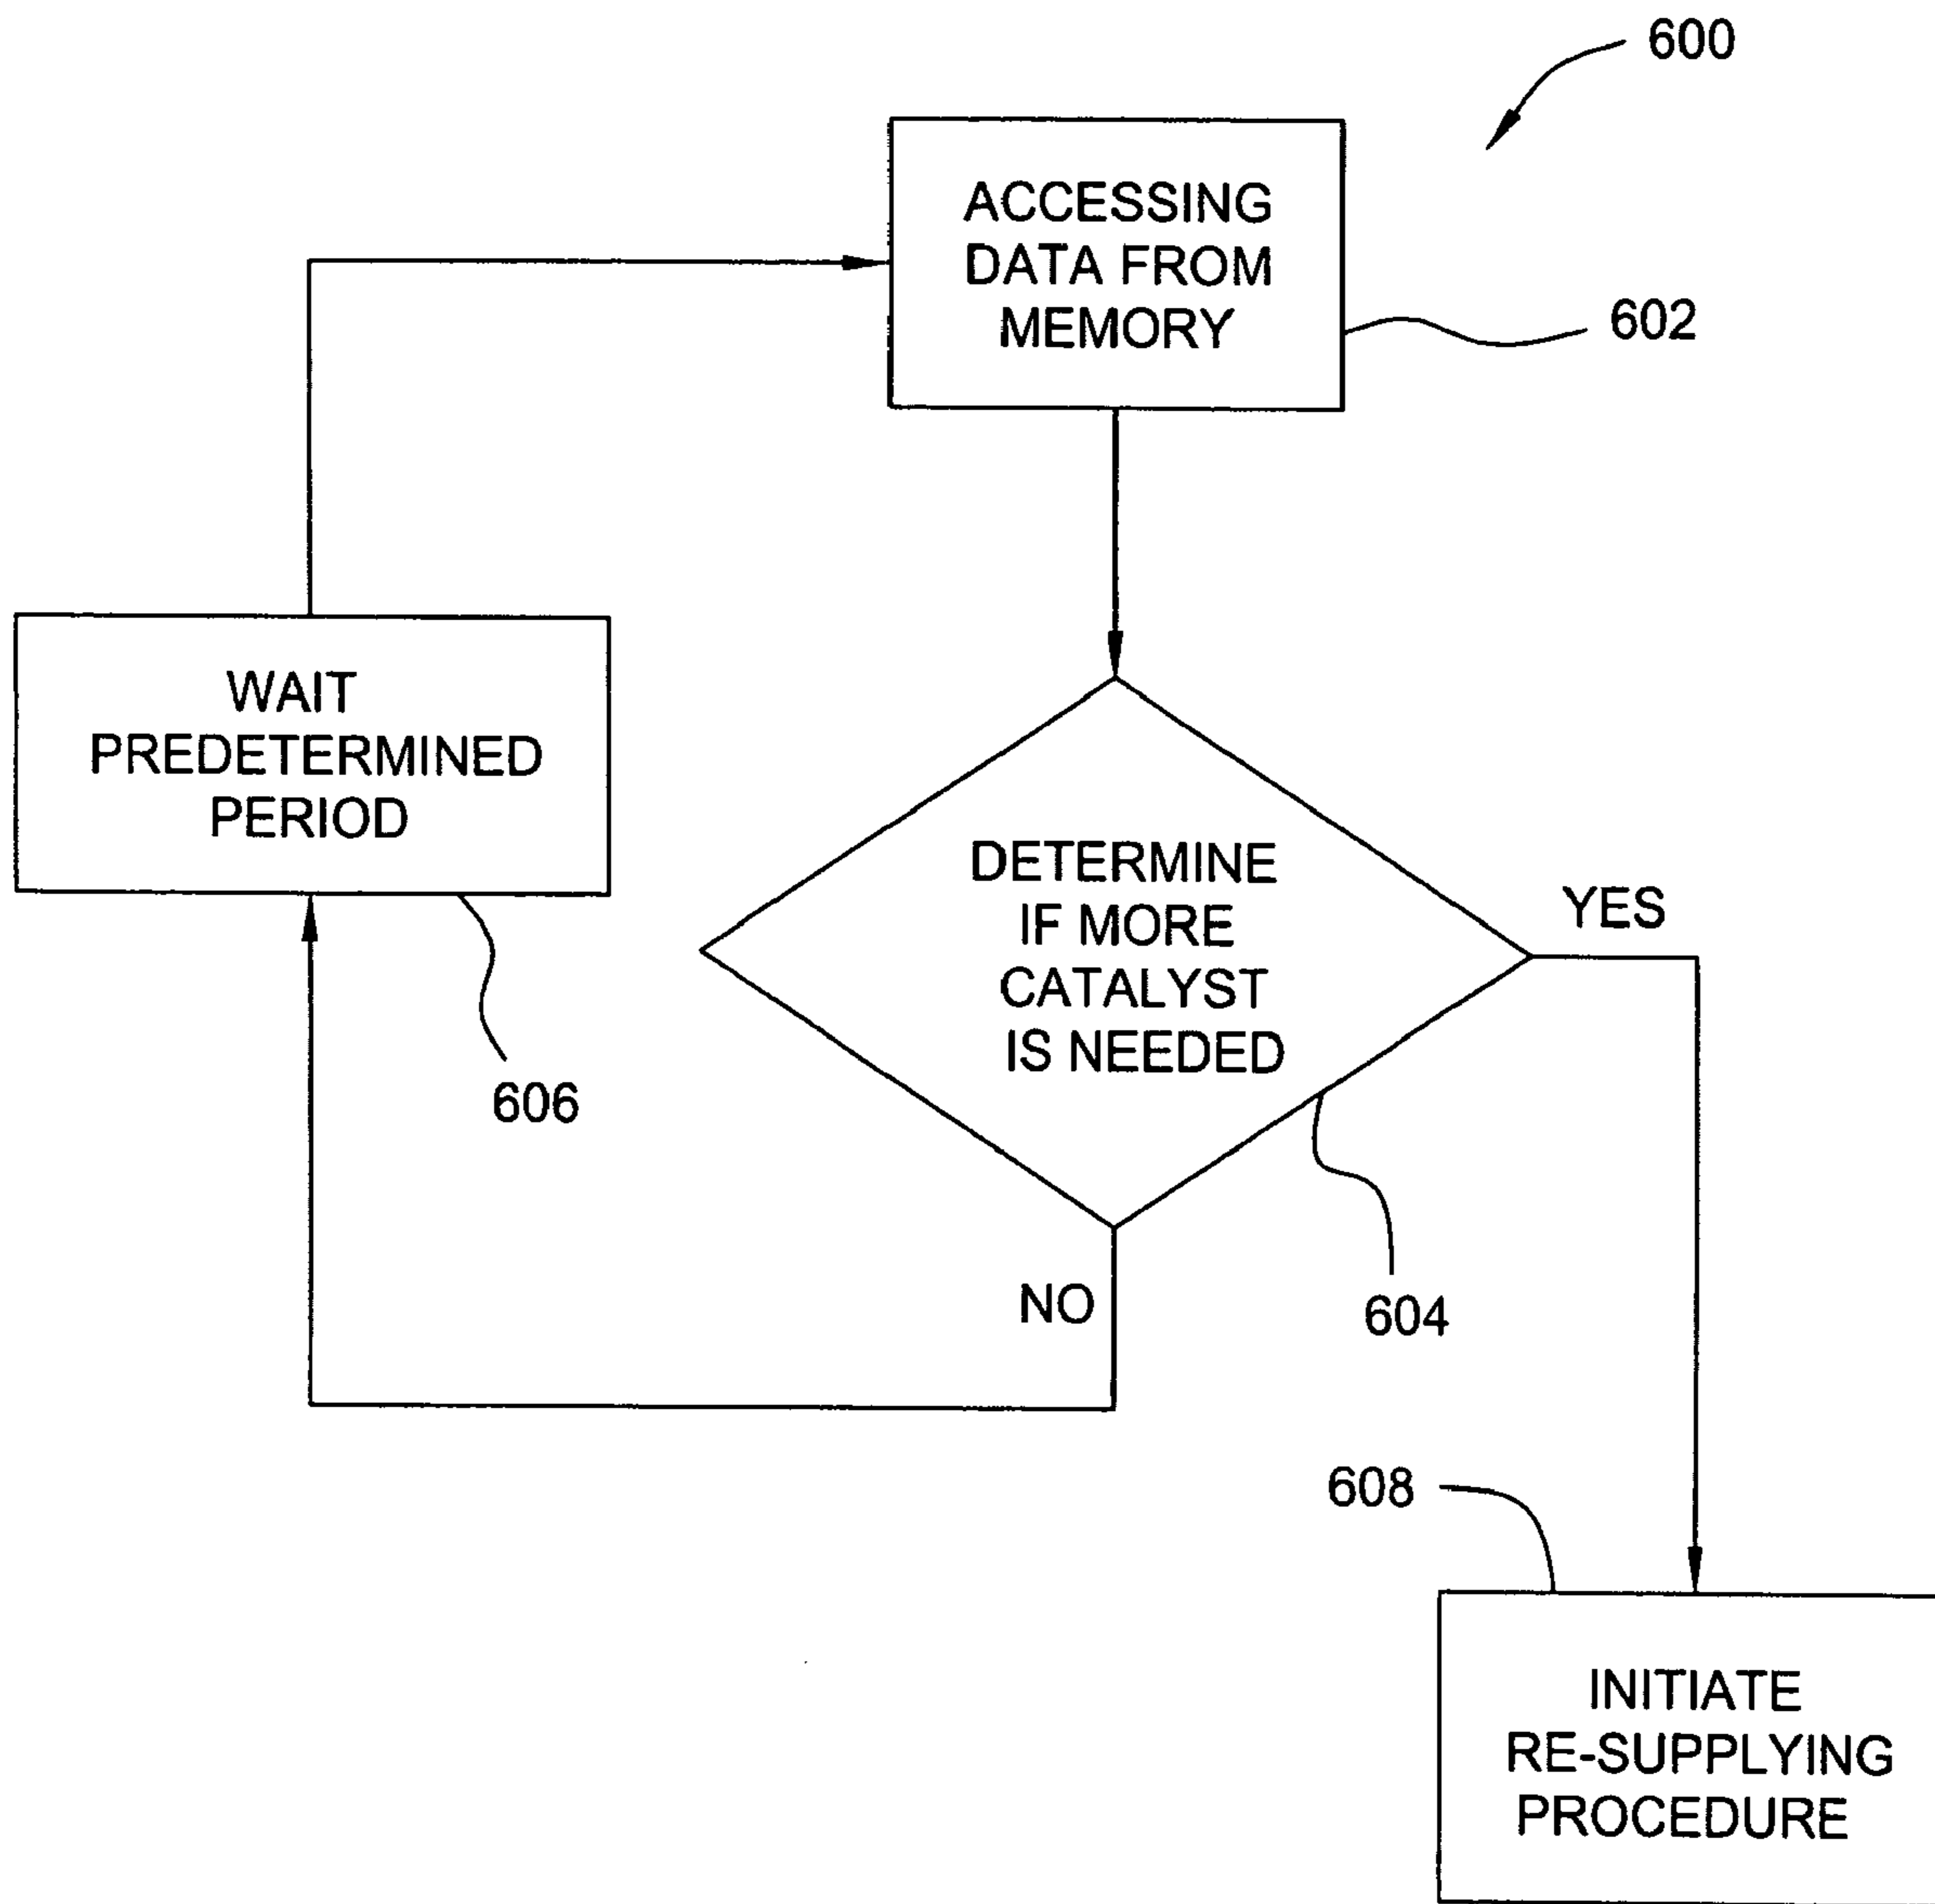 600
ACCESSING
DATA FROM
MEMORY
602
WAIT
PREDETERMINED
PERIOD
606
DETERMINE
IF MORE
CATALYST
IS NEEDED
YES
NO
604
608
INITIATE
RE-SUPPLYING
PROCEDURE